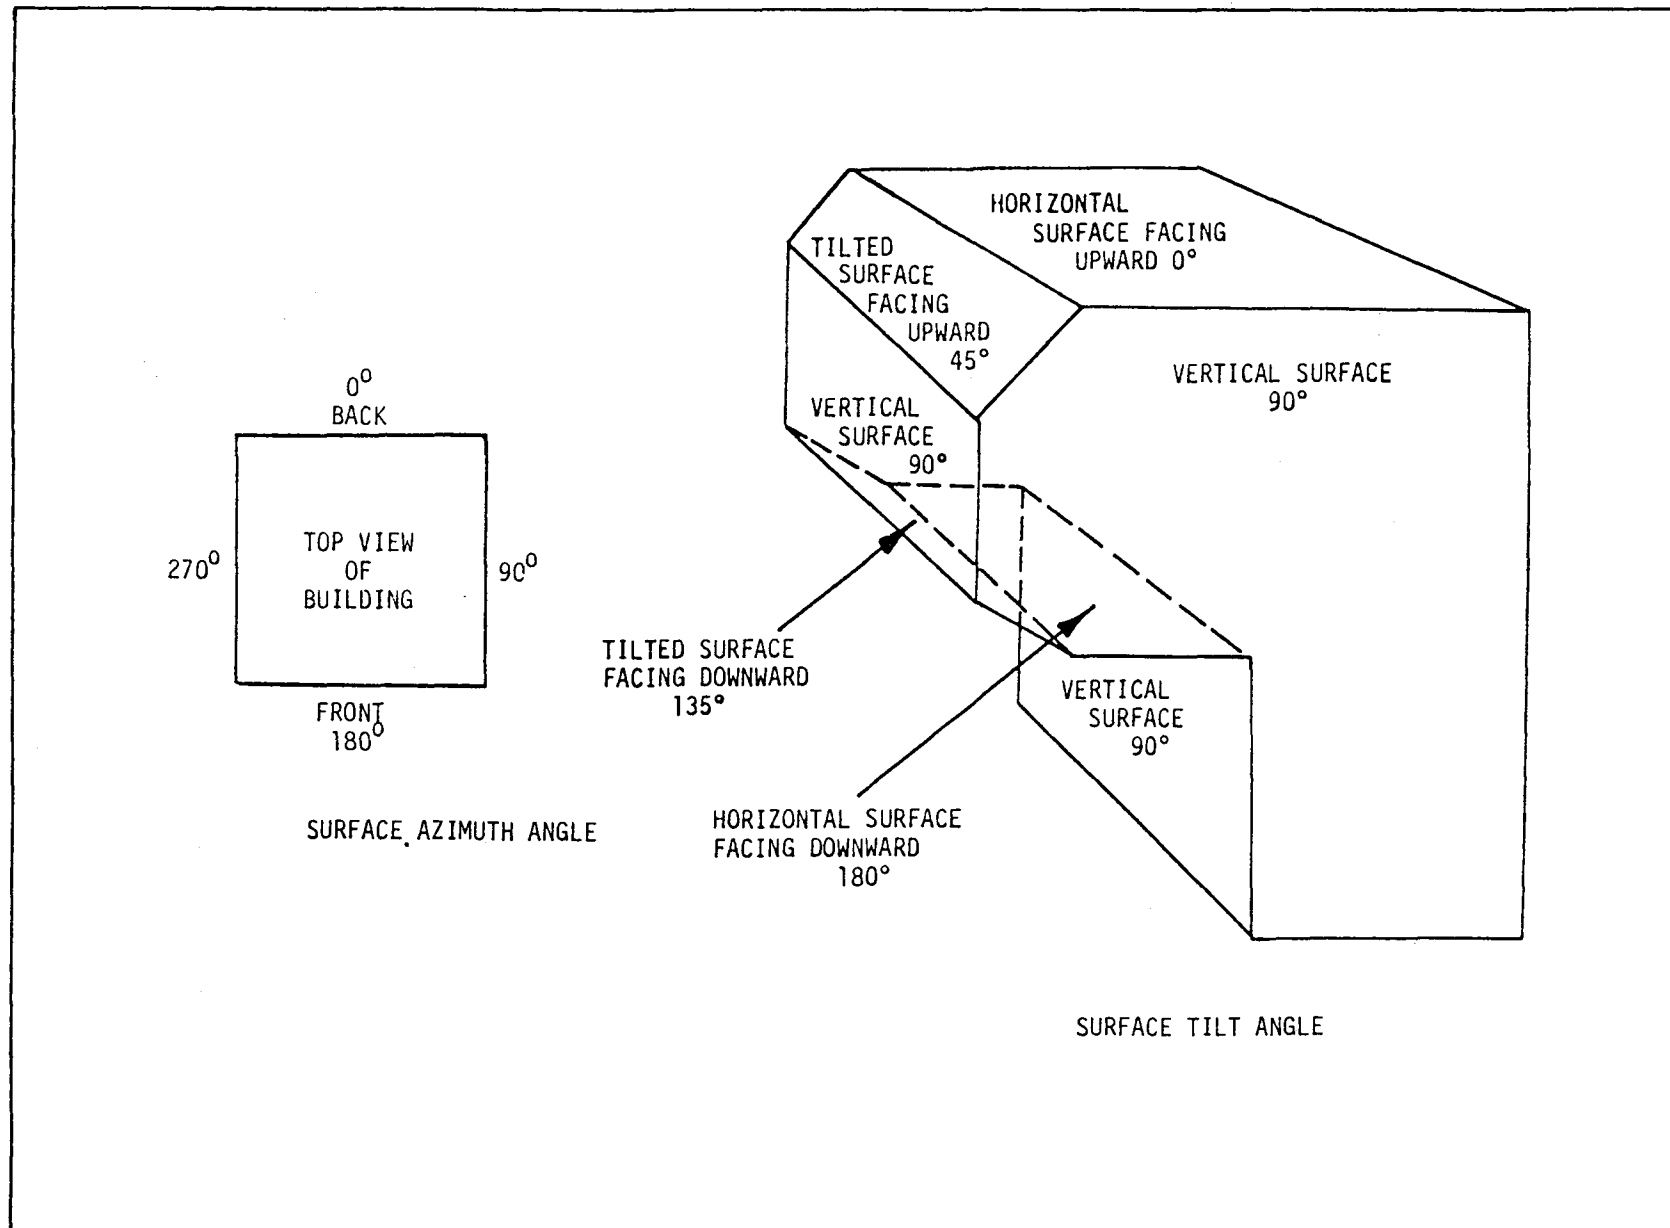 0°
BACK
270°
TOP VIEW
OF
BUILDING
90°
FRONT
180°
SURFACE AZIMUTH ANGLE
HORIZONTAL
SURFACE FACING
UPWARD 0°
TILTED
SURFACE
FACING
UPWARD
45°
VERTICAL SURFACE
90°
VERTICAL
SURFACE
90°
TILTED SURFACE
FACING DOWNWARD
135°
VERTICAL
SURFACE
90°
HORIZONTAL SURFACE
FACING DOWNWARD
180°
SURFACE TILT ANGLE